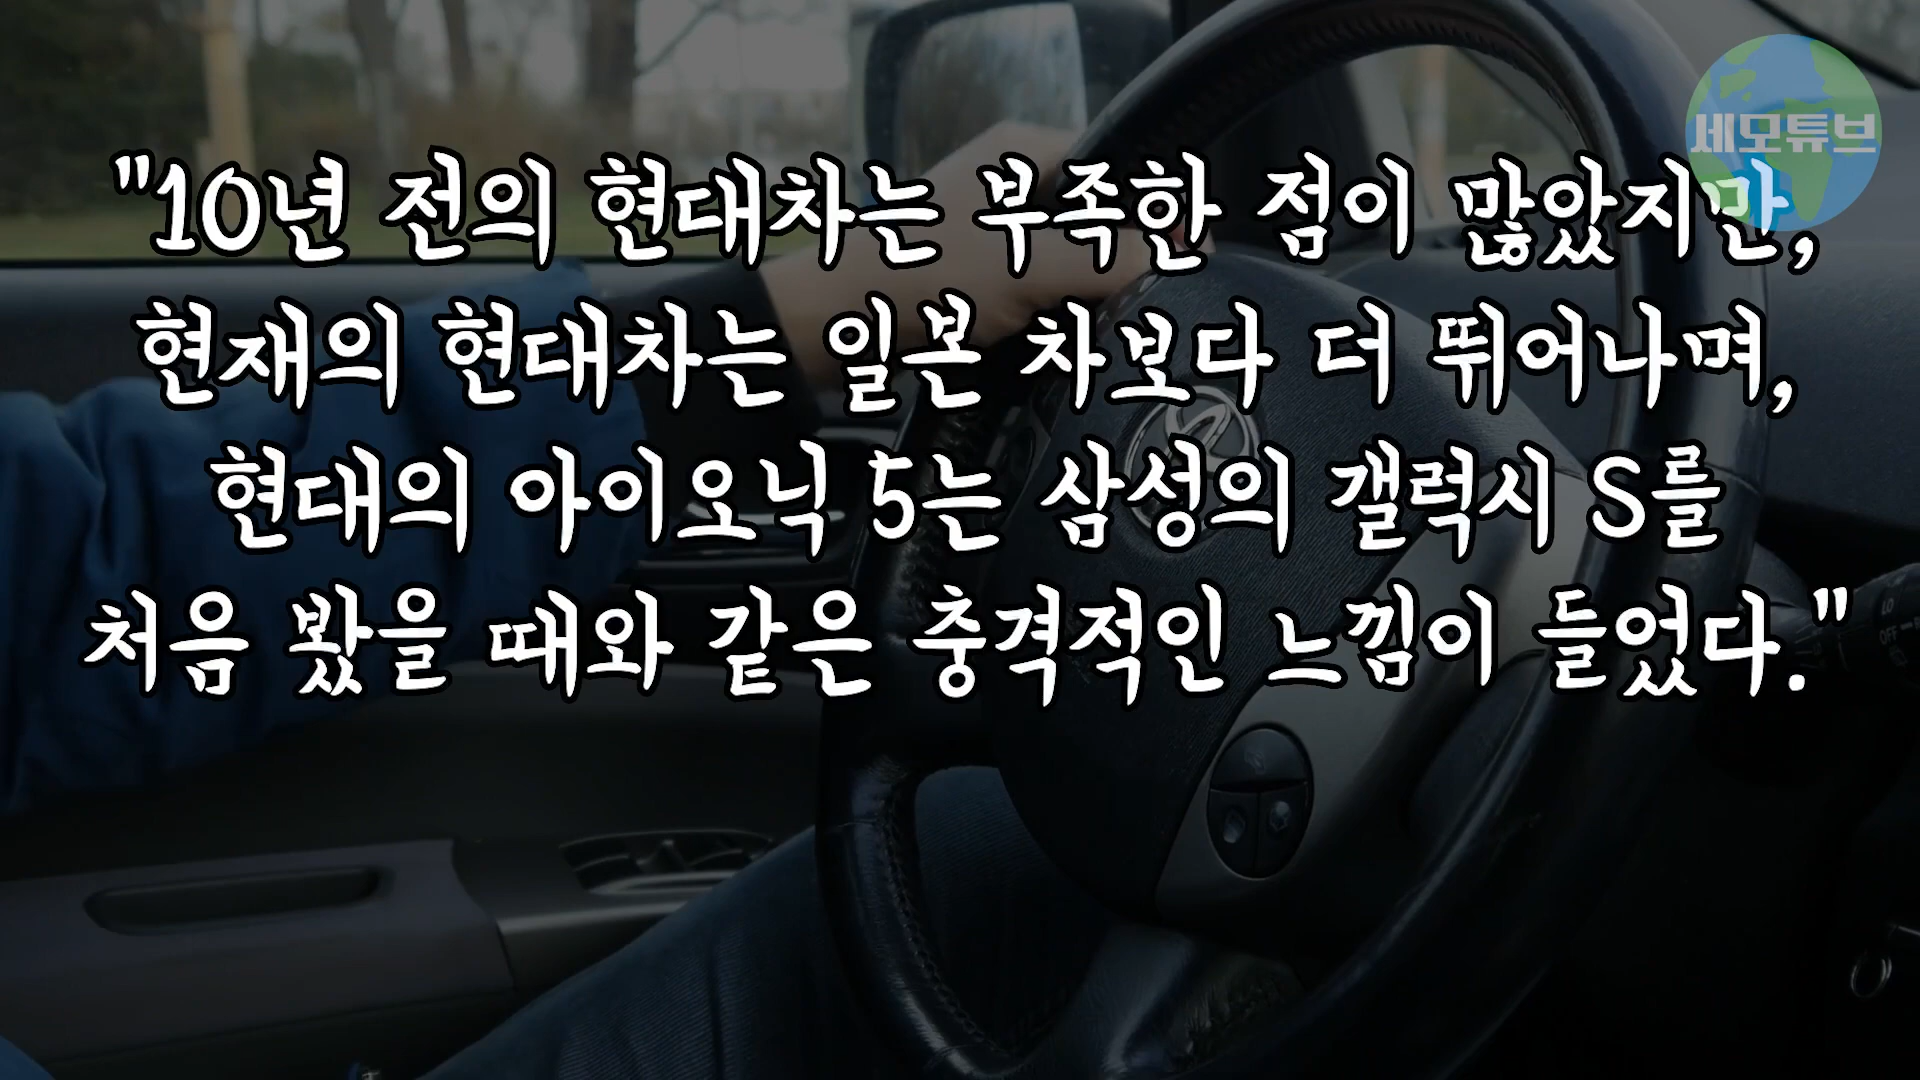 세모튜브
"10년 전의 현대차는 부족한 점이 많았지만,
현재의 현대차는 일본 차보다 더 뛰어나며,
현대의 아이오닉 5는 삼성의 갤럭시 S를
처음 봤을 때와 같은 충격적인 느낌이 들었다."
OFF